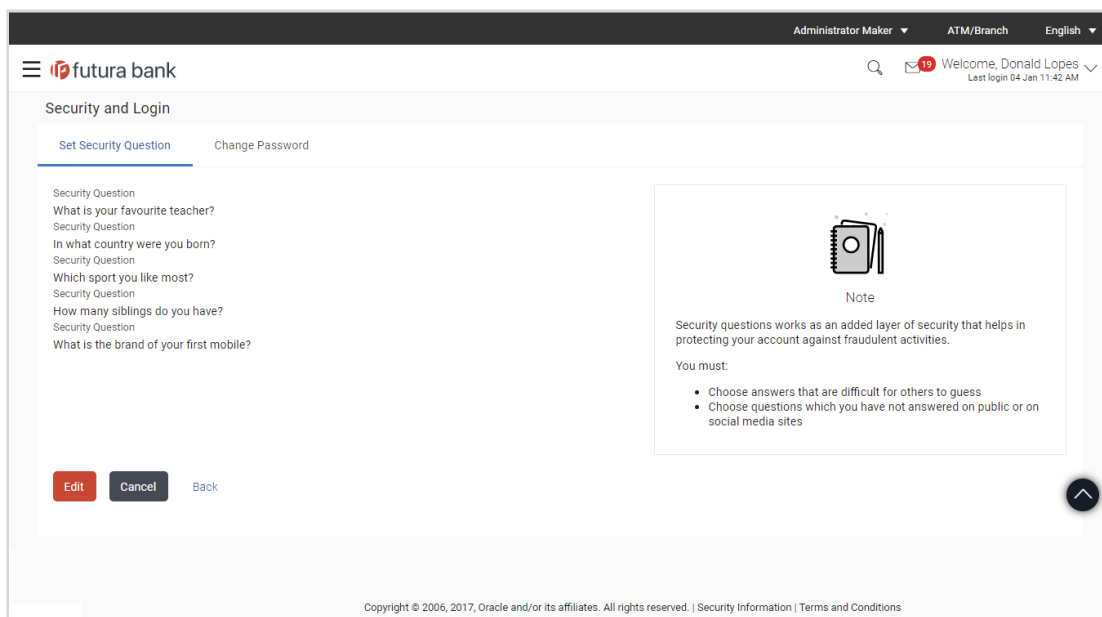 Administrator Maker ATM/Branch English
futura bank 19 Welcome, Donald Lopes
Last login 04 Jan 11:42 AM
Security and Login
Set Security Question Change Password
Security Question
What is your favourite teacher?
Security Question
In what country were you born?
Security Question
Which sport you like most?
Security Question
How many siblings do you have?
Security Question
What is the brand of your first mobile?
Note
Security questions works as an added layer of security that helps in
protecting your account against fraudulent activities.
You must:
Choose answers that are difficult for others to guess
Choose questions which you have not answered on public or on
social media sites
Edit Cancel Back
Copyright © 2006, 2017, Oracle and/or its affiliates. All rights reserved. | Security Information | Terms and Conditions